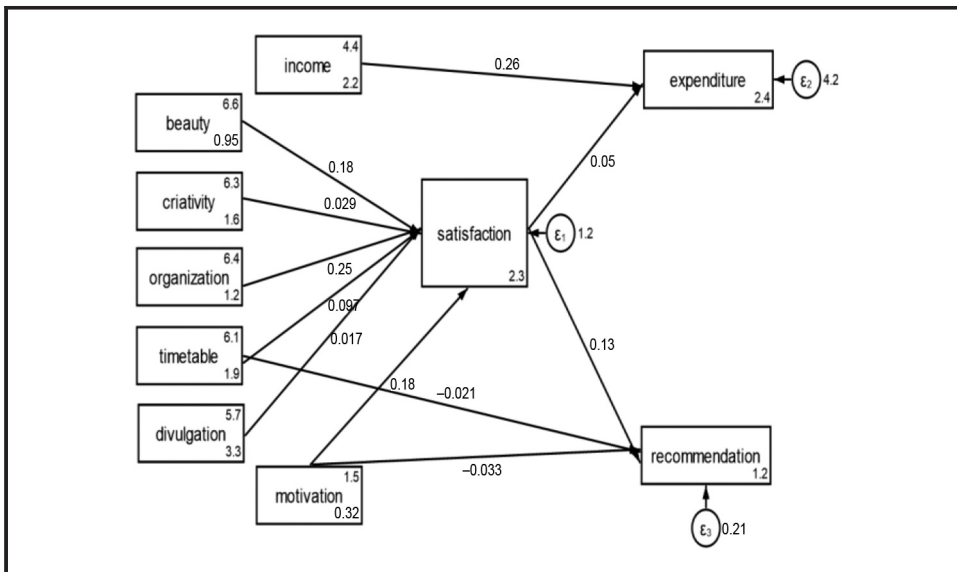 4.4
income
2.2
0.26
expenditure
2.4
ε2
4.2
6.6
beauty
0.95
0.18
0.05
6.3
criativity
1.6
0.029
satisfaction
2.3
ε1
1.2
6.4
organization
1.2
0.25
0.097
6.1
timetable
1.9
0.017
0.13
0.18
–0.021
5.7
divulgation
3.3
–0.033
recommendation
1.2
1.5
motivation
0.32
ε3
0.21